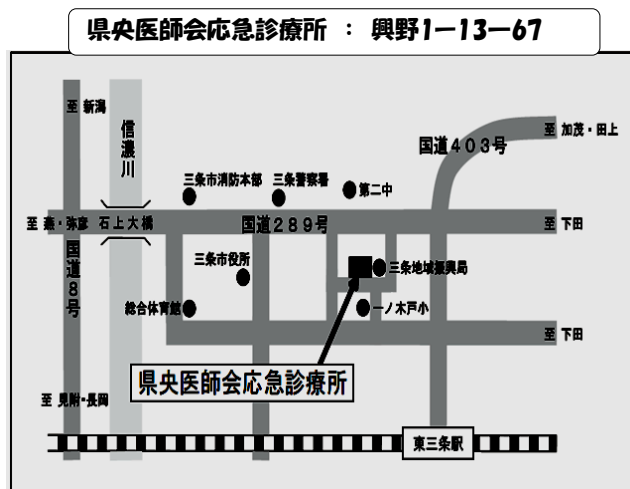 県央医師会応急診療所 : 興野1-13-67
至 新潟
信濃川
国道403号
至 加茂・田上
三条市消防本部
三条警察署
第二中
至 燕・弥彦
石上大橋
国道289号
至 下田
国道8号
三条市役所
三条地域振興局
総合体育館
一ノ木戸小
至 下田
県央医師会応急診療所
至 見附・長岡
東三条駅